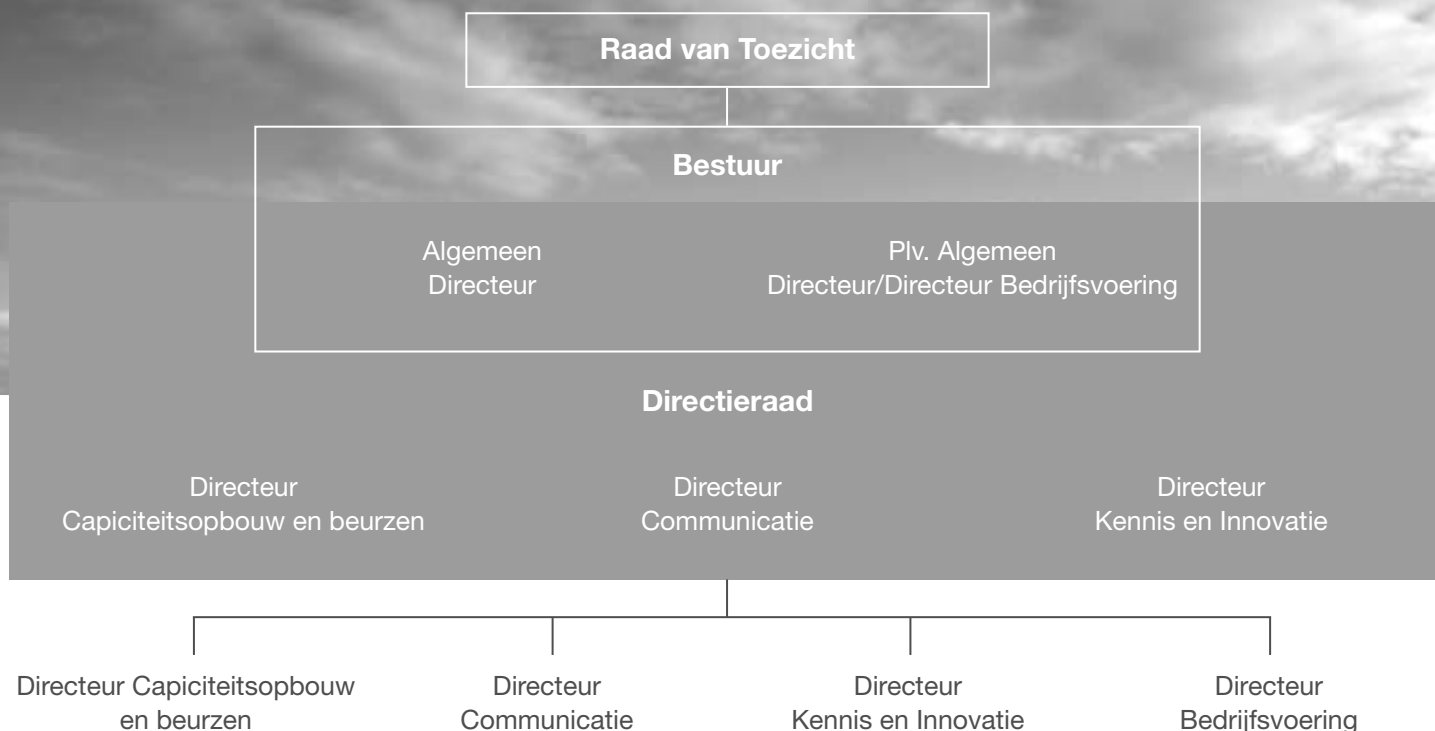 Raad van Toezicht
Bestuur
Algemeen
Directeur
Plv. Algemeen
Directeur/Directeur Bedrijfsvoering
Directieraad
Directeur
Capiciteitsopbouw en beurzen
Directeur
Communicatie
Directeur
Kennis en Innovatie
Directeur Capiciteitsopbouw
en beurzen
Directeur
Communicatie
Directeur
Kennis en Innovatie
Directeur
Bedrijfsvoering